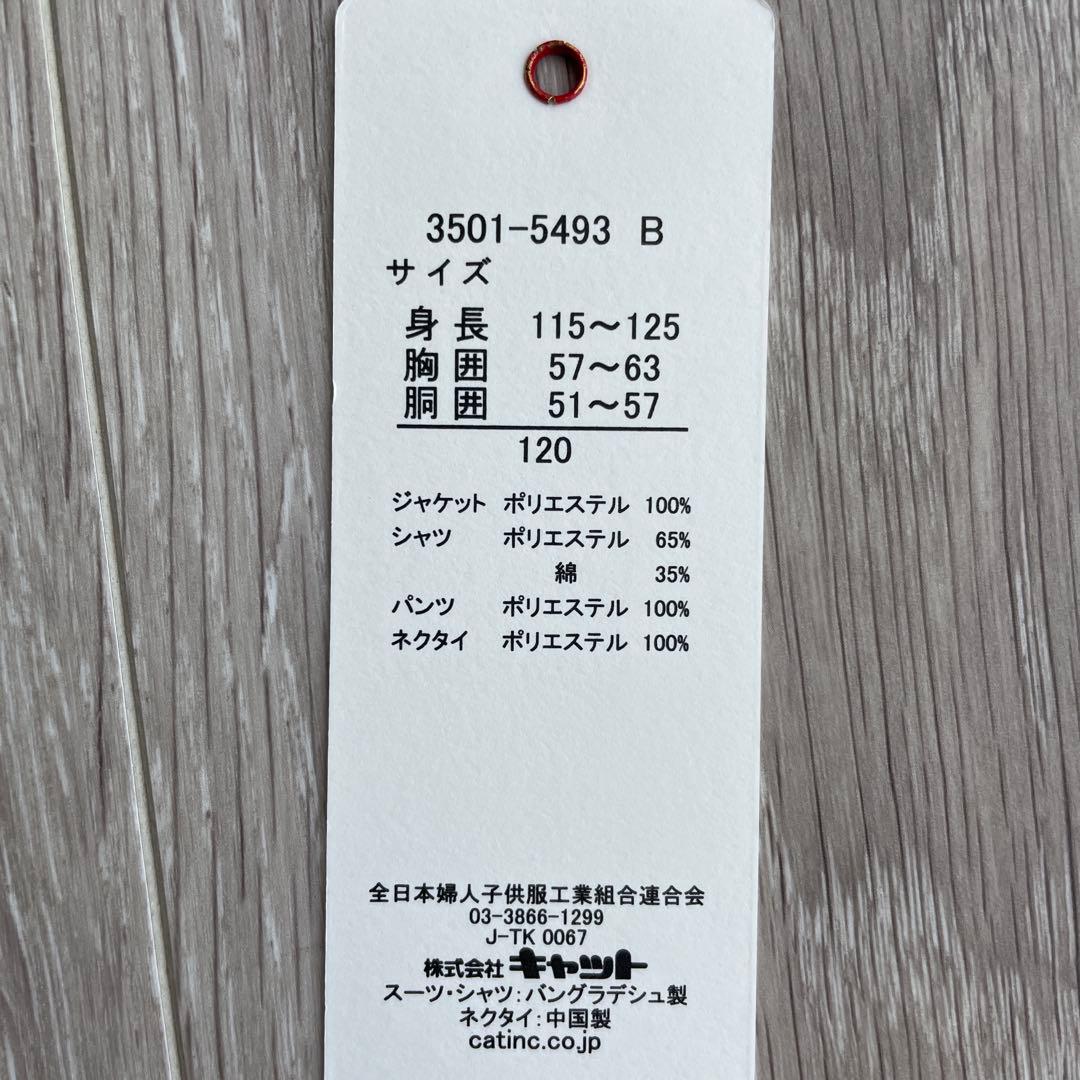 3501-5493 B
サイズ
身長 115～125
胸囲 57～63
胴囲 51～57
120
ジャケット ポリエステル 100%
シャツ ポリエステル 65%
綿 35%
パンツ ポリエステル 100%
ネクタイ ポリエステル 100%
全日本婦人子供服工業組合連合会
03-3866-1299
J-TK 0067
株式会社 キャット
スーツ・シャツ：バングラデシュ製
ネクタイ：中国製
catinc.co.jp